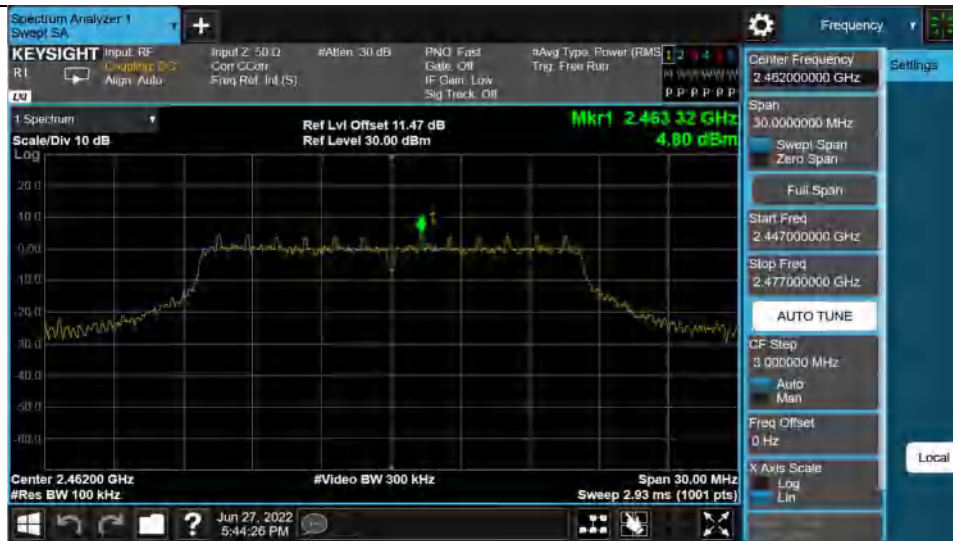 Spectrum Analyzer 1
Swept SA
+
Frequency
KEYSIGHT
RL
LXI
Input: RF
Coupling: DC
Align: Auto
Input Z: 50 Ω
Corr CCorr
Freq Ref: Int (S)
#Atten: 30 dB
PNO: Fast
Gate: Off
IF Gain: Low
Sig Track: Off
#Avg Type: Power (RMS
Trig: Free Run
P P P P P P
1 Spectrum
Scale/Div 10 dB
Log
Ref Lvl Offset 11.47 dB
Ref Level 30.00 dBm
Mkr1 2.463 32 GHz
4.80 dBm
20.0
10.0
0.00
-10.0
-20.0
-30.0
-40.0
-50.0
-60.0
1
Center 2.46200 GHz
#Res BW 100 kHz
#Video BW 300 kHz
Span 30.00 MHz
Sweep 2.93 ms (1001 pts)
Center Frequency
2.462000000 GHz
Settings
Span
30.0000000 MHz
Swept Span
Zero Span
Full Span
Start Freq
2.447000000 GHz
Stop Freq
2.477000000 GHz
AUTO TUNE
CF Step
3.000000 MHz
Auto
Man
Freq Offset
0 Hz
X Axis Scale
Log
Lin
Local
?
Jun 27, 2022
5:44:26 PM